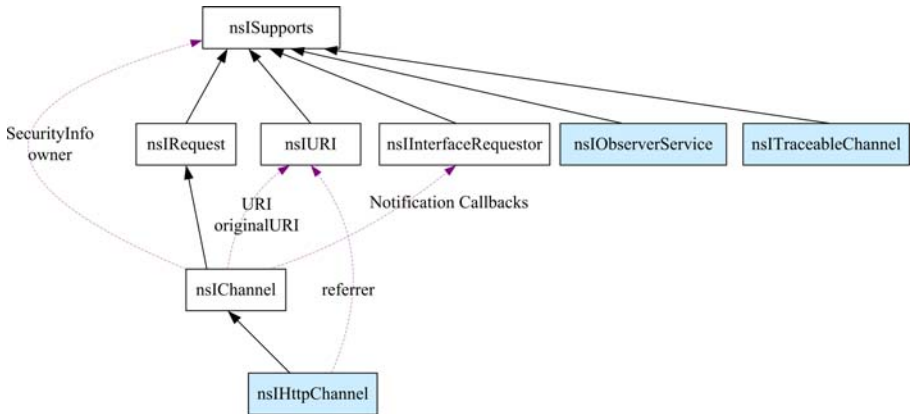 nsISupports
SecurityInfo
owner
nsIRequest
nsIURI
nsIInterfaceRequestor
nsIObserverService
nsITraceableChannel
URI
originalURI
Notification Callbacks
nsIChannel
referrer
nsIHttpChannel